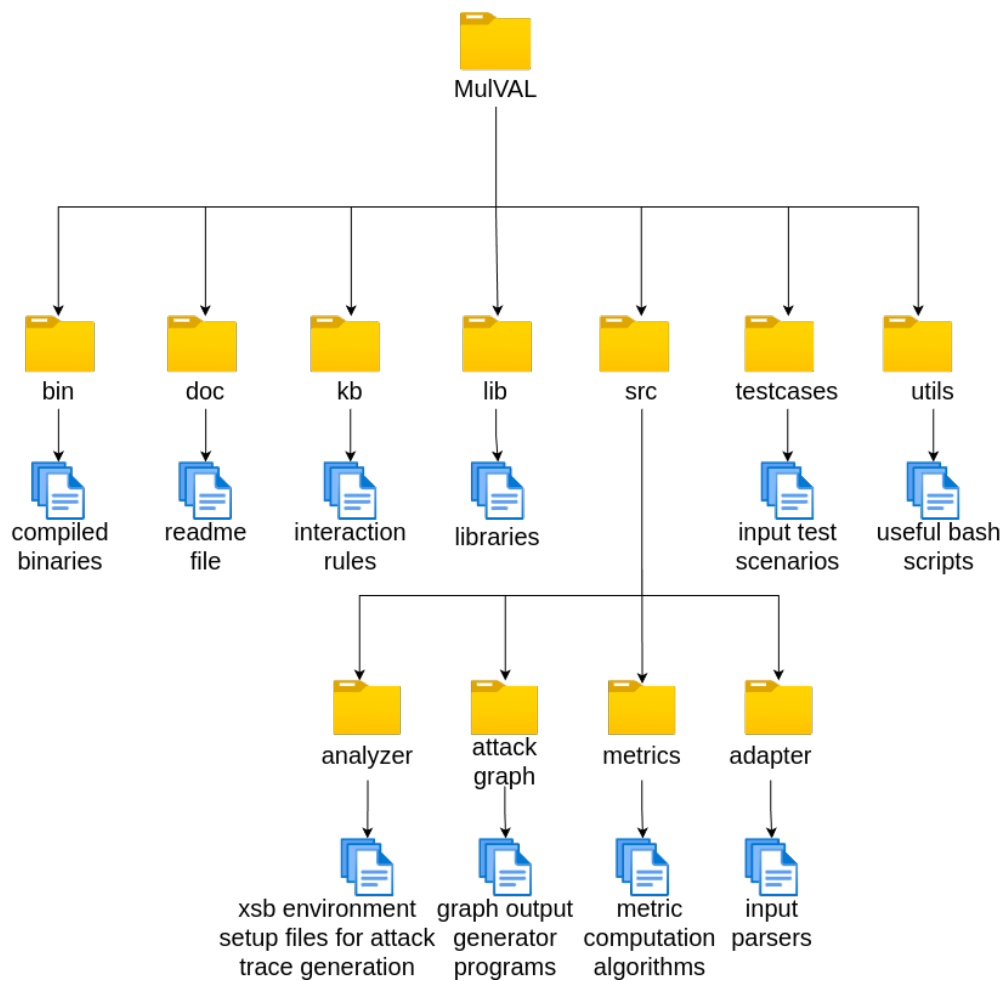 MulVAL
bin
doc
kb
lib
src
testcases
utils
compiled
binaries
readme
file
interaction
rules
libraries
input test
scenarios
useful bash
scripts
analyzer
attack
graph
metrics
adapter
xsb environment
setup files for attack
trace generation
graph output
generator
programs
metric
computation
algorithms
input
parsers